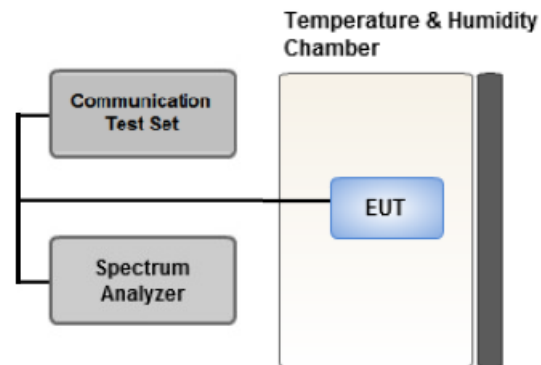 Temperature & Humidity
Chamber
Communication
Test Set
EUT
Spectrum
Analyzer